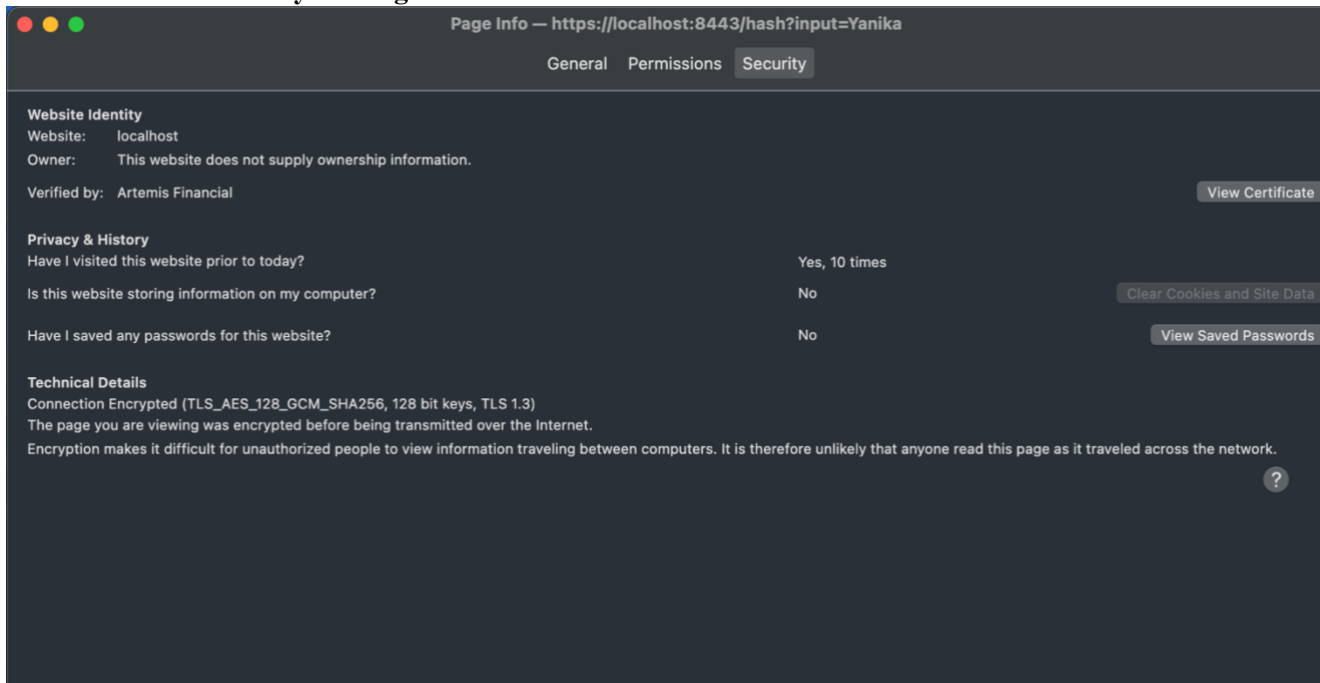 Page Info — https://localhost:8443/hash?input=Yanika
General Permissions Security
Website Identity
Website: localhost
Owner: This website does not supply ownership information.
Verified by: Artemis Financial View Certificate
Privacy & History
Have I visited this website prior to today? Yes, 10 times
Is this website storing information on my computer? No Clear Cookies and Site Data
Have I saved any passwords for this website? No View Saved Passwords
Technical Details
Connection Encrypted (TLS_AES_128_GCM_SHA256, 128 bit keys, TLS 1.3)
The page you are viewing was encrypted before being transmitted over the Internet.
Encryption makes it difficult for unauthorized people to view information traveling between computers. It is therefore unlikely that anyone read this page as it traveled across the network.
?